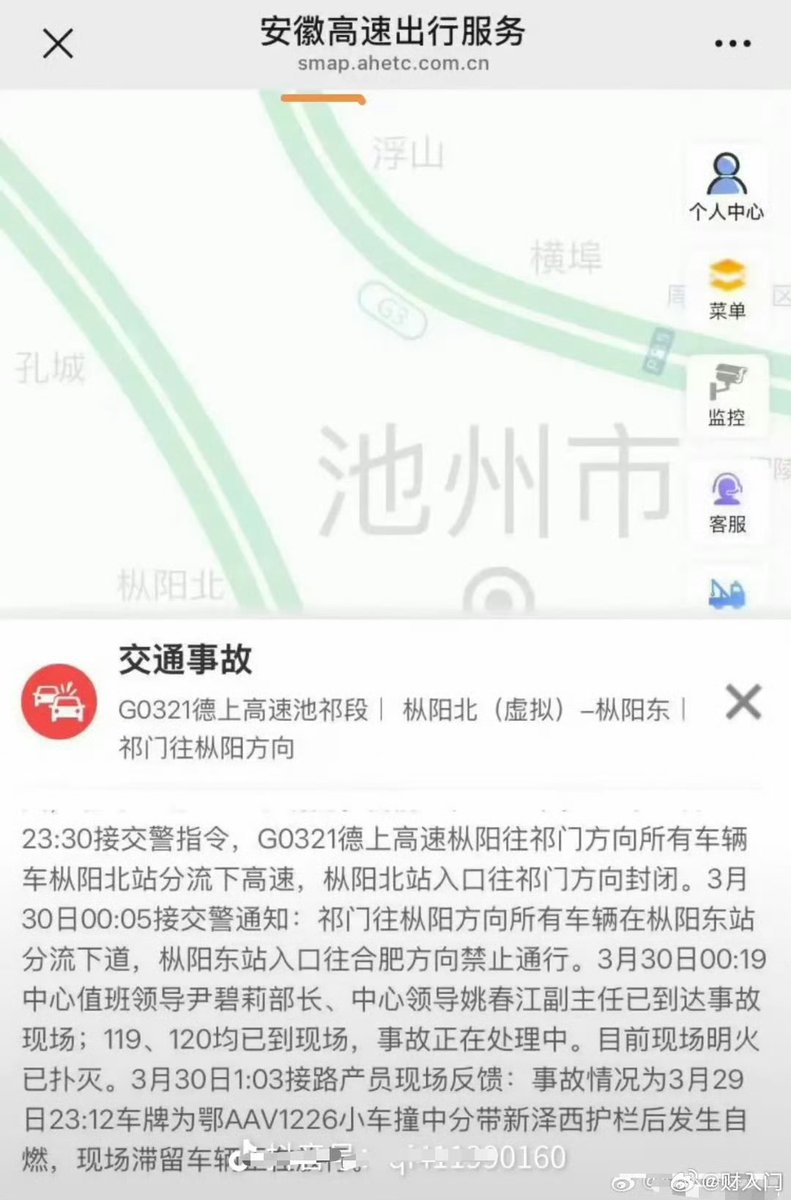 安徽高速出行服务
smap.ahetc.com.cn
浮山
个人中心
横埠
G3
菜单
区
孔城
监控
池州市
客服
枞阳北
交通事故
G0321德上高速池祁段｜ 枞阳北（虚拟）–枞阳东｜
祁门往枞阳方向
23:30接交警指令，G0321德上高速枞阳往祁门方向所有车辆
车枞阳北站分流下高速，枞阳北站入口往祁门方向封闭。3月
30日00:05接交警通知：祁门往枞阳方向所有车辆在枞阳东站
分流下道，枞阳东站入口往合肥方向禁止通行。3月30日00:19
中心值班领导尹碧莉部长、中心领导姚春江副主任已到达事故
现场；119、120均已到现场，事故正在处理中。目前现场明火
已扑灭。3月30日1:03接路产员现场反馈：事故情况为3月29
日23:12车牌为鄂AAV1226小车撞中分带新泽西护栏后发生自
燃，现场滞留车辆
@财入门